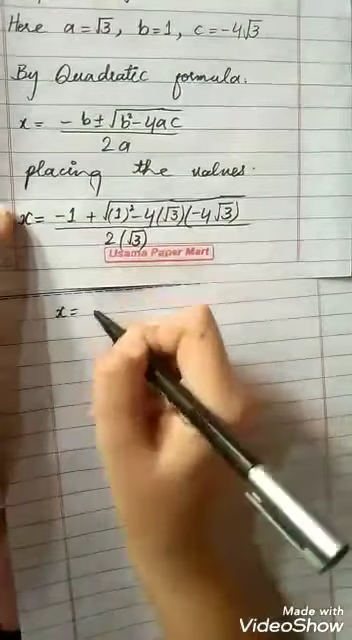 Here a = √3, b = 1, c = -4√3
By Quadratic formula.
x = -b ± √b² - 4ac / 2a
placing the values.
x = -1 + √(1)² - 4(√3)(-4√3) / 2(√3)
Usama Paper Mart
x =
Made with
VideoShow